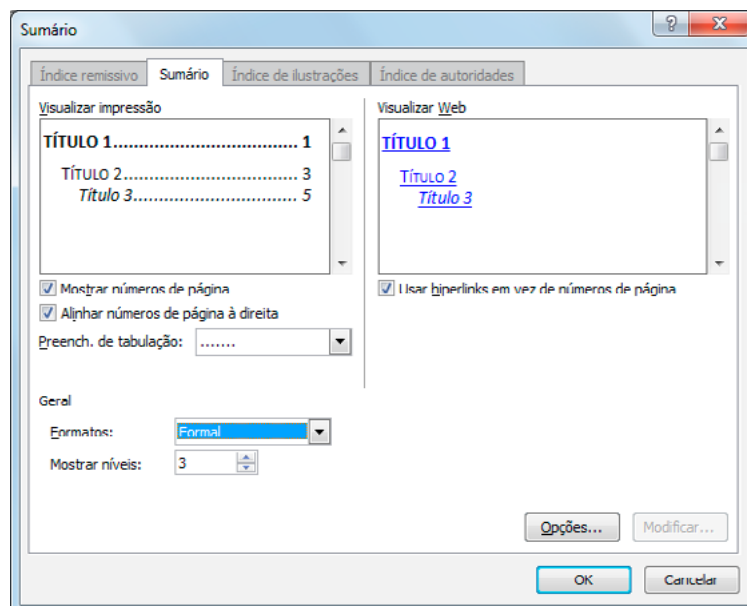 Sumário
Índice remissivo Sumário Índice de ilustrações Índice de autoridades
Visualizar impressão
TÍTULO 1.................................... 1
TÍTULO 2.................................. 3
Título 3................................. 5
Mostrar números de página
Alinhar números de página à direita
Preench. de tabulação: .......
Visualizar Web
TÍTULO 1
TÍTULO 2
Título 3
Usar hiperlinks em vez de números de página
Geral
Formatos: Formal
Mostrar níveis: 3
Opções... Modificar...
OK Cancelar